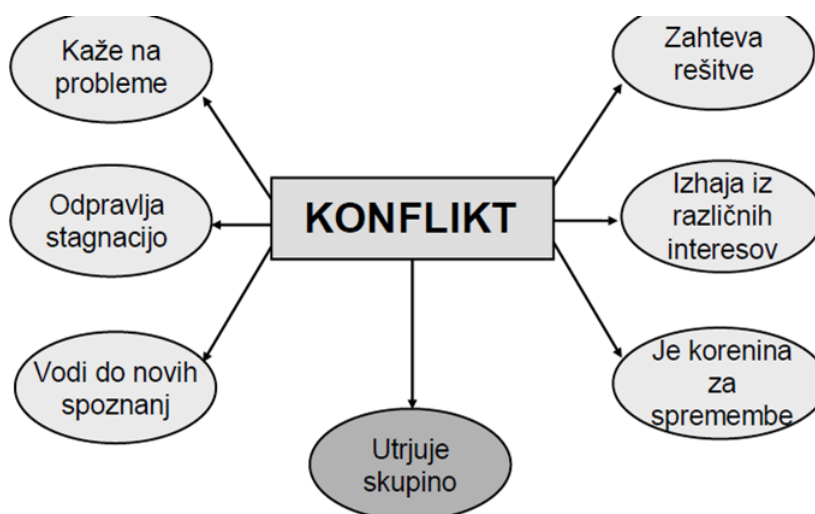 Kaže na
probleme
Zahteva
rešitve
KONFLIKT
Odpravlja
stagnacijo
Izhaja iz
različnih
interesov
Vodi do novih
spoznanj
Je korenina
za
spremembe
Utrjuje
skupino